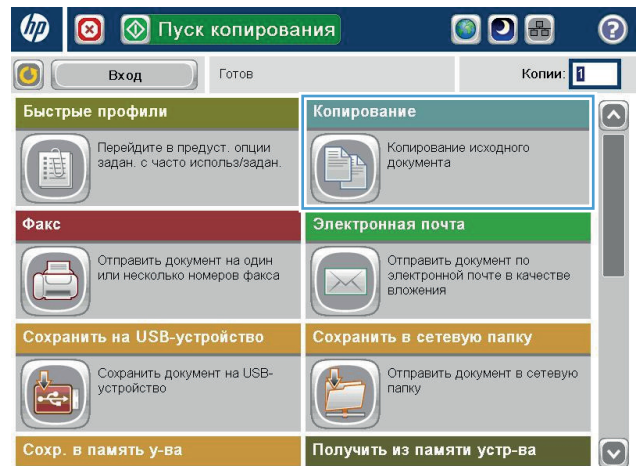 hp
Пуск копирования
?
Вход
Готов
Копии: 1
Быстрые профили
Перейдите в предуст. опции
задан. с часто использ/задан.
Копирование
Копирование исходного
документа
Факс
Отправить документ на один
или несколько номеров факса
Электронная почта
Отправить документ по
электронной почте в качестве
вложения
Сохранить на USB-устройство
Сохранить документ на USB-
устройство
Сохранить в сетевую папку
Отправить документ в сетевую
папку
Сохр. в память у-ва
Получить из памяти устр-ва